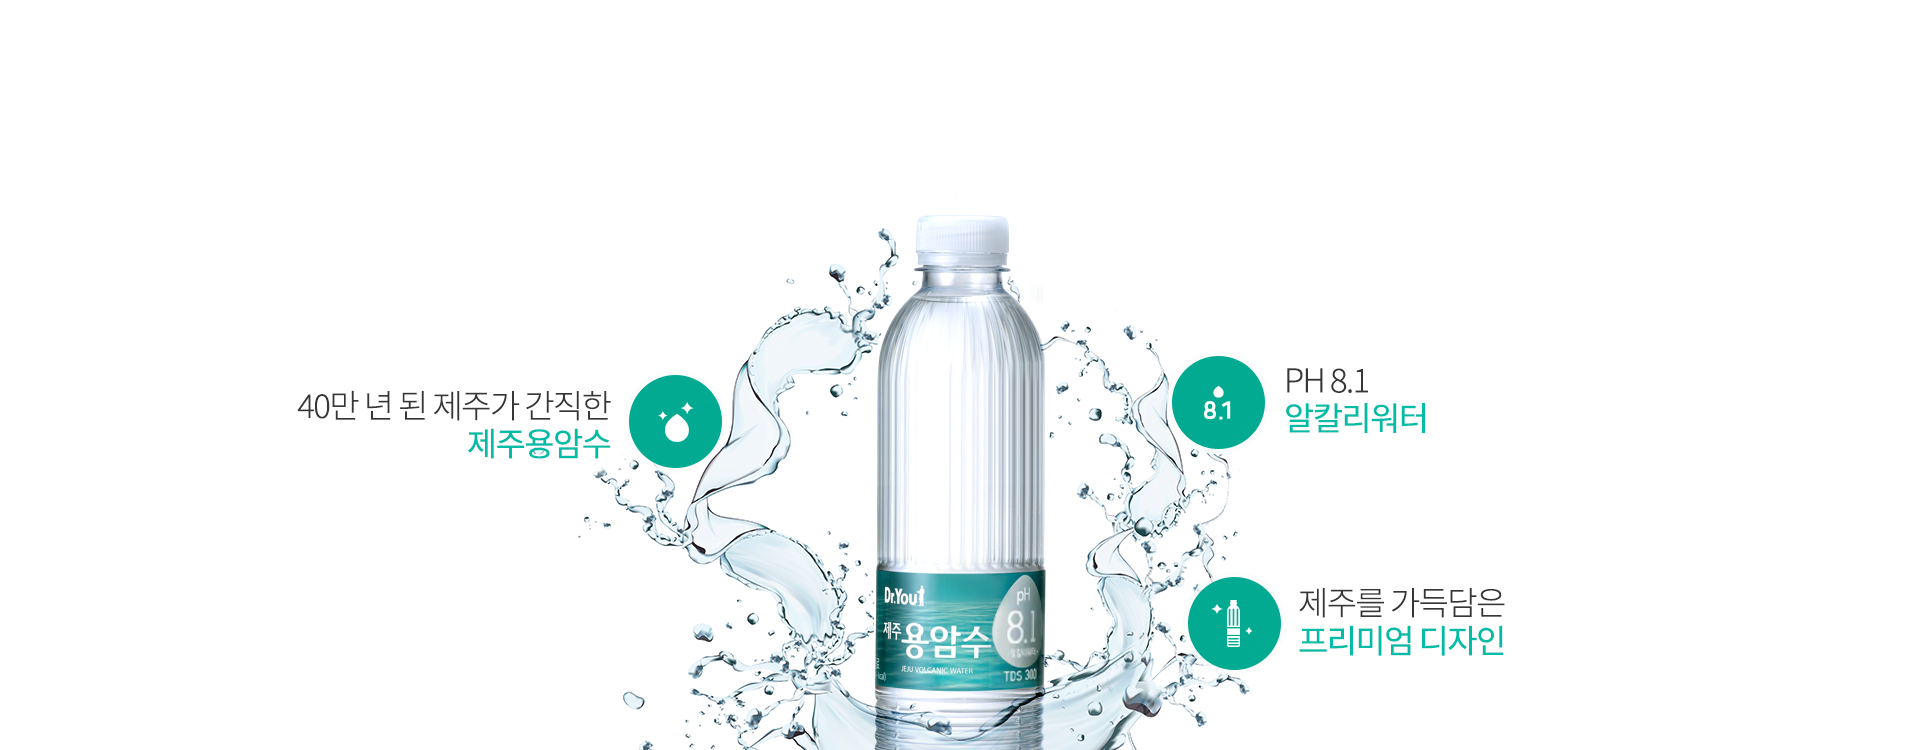 40만 년 된 제주가 간직한
제주용암수
8.1
PH 8.1
알칼리워터
제주를 가득담은
프리미엄 디자인
Dr.You
제주 용암수
JEJU VOLCANIC WATER
pH
8.1
TDS 300